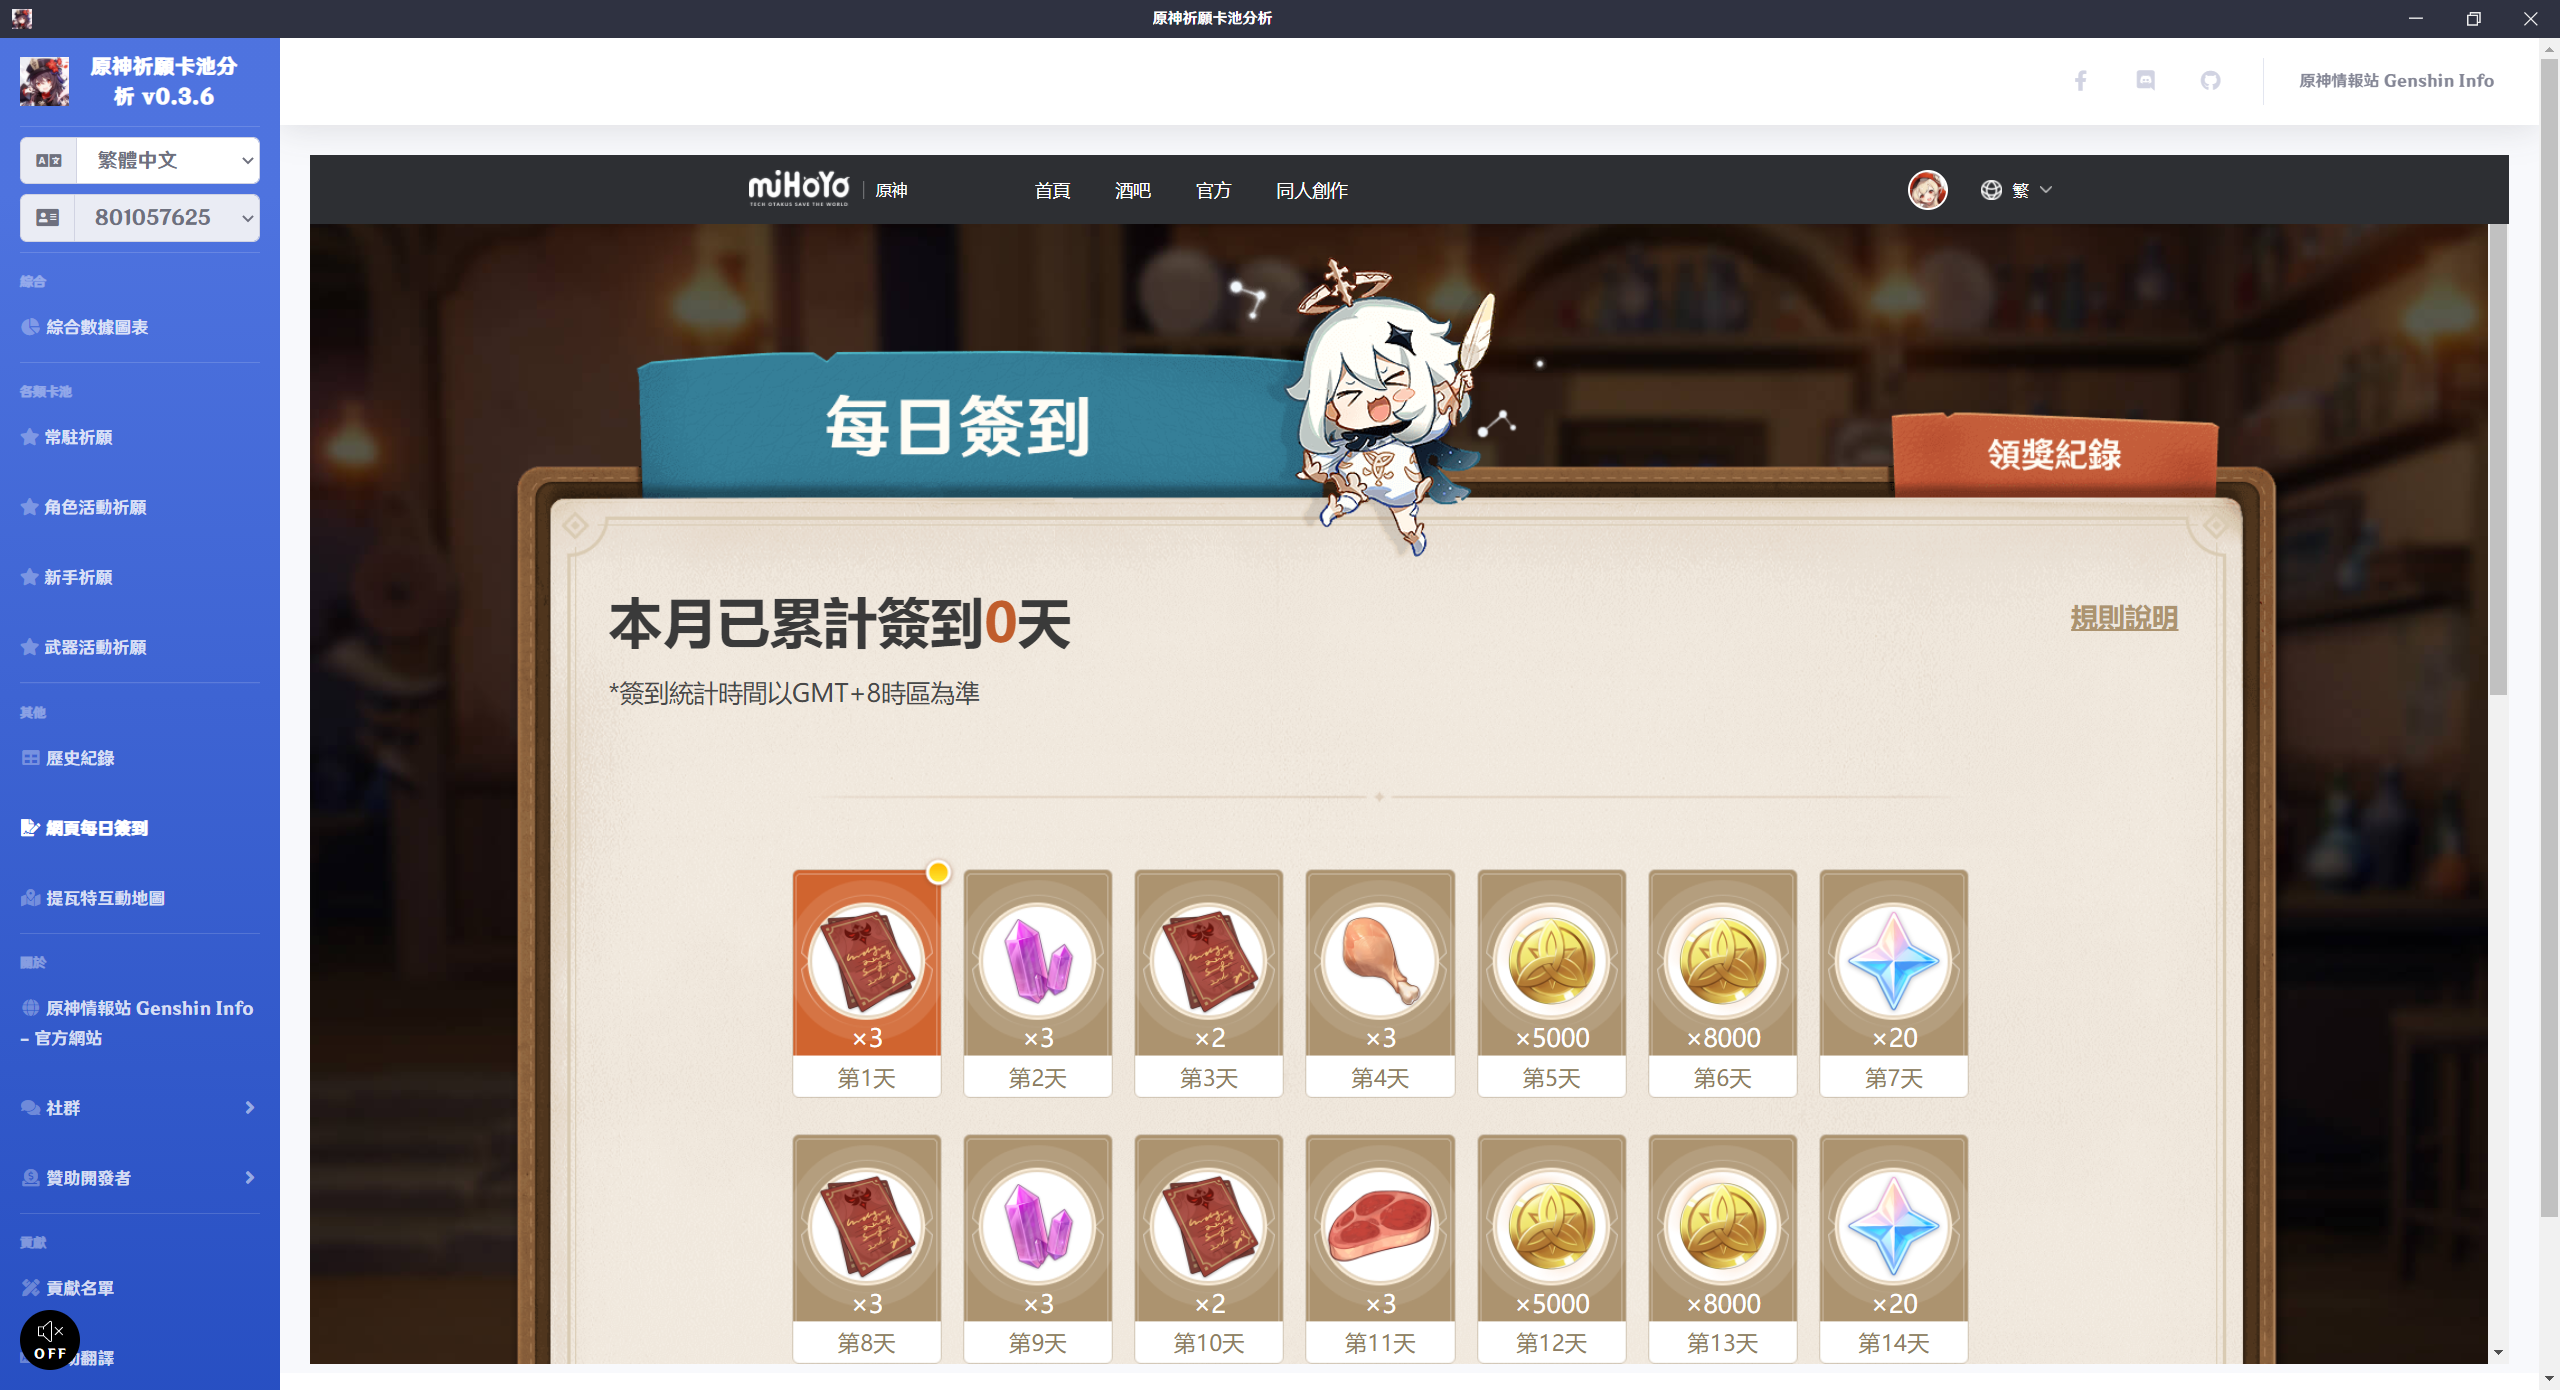 原神祈願卡池分析
原神祈願卡池分
析 v0.3.6
繁體中文
801057625
綜合
綜合數據圖表
各類卡池
常駐祈願
角色活動祈願
新手祈願
武器活動祈願
其他
歷史紀錄
網頁每日簽到
提瓦特互動地圖
關於
原神情報站 Genshin Info
- 官方網站
社群
贊助開發者
貢獻
貢獻名單
OFF
翻譯
原神情報站 Genshin Info
miHoYo
TECH OTAKUS SAVE THE WORLD
原神
首頁 酒吧 官方 同人創作
繁
每日簽到
領獎紀錄
本月已累計簽到0天
規則說明
*簽到統計時間以GMT+8時區為準
×3 ×3 ×2 ×3 ×5000 ×8000 ×20
第1天 第2天 第3天 第4天 第5天 第6天 第7天
×3 ×3 ×2 ×3 ×5000 ×8000 ×20
第8天 第9天 第10天 第11天 第12天 第13天 第14天